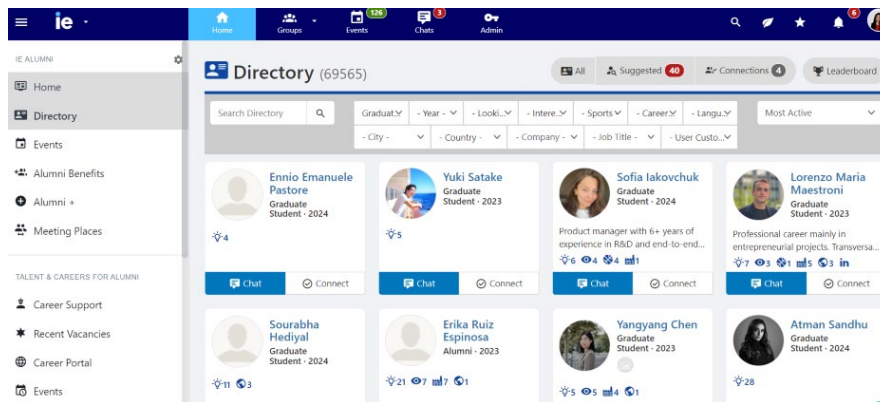 ie
Home
Groups
126
Events
3
Chats
Admin
6
IE ALUMNI
Home
Directory
Events
Alumni Benefits
Alumni +
Meeting Places
TALENT & CAREERS FOR ALUMNI
Career Support
Recent Vacancies
Career Portal
Events
Directory (69565)
All
Suggested 40
Connections 4
Leaderboard
Search Directory
Graduat.
- Year -
- Looki..
- Intere..
- Sports
- Career.
- Langu.
Most Active
- City -
- Country -
- Company -
- Job Title -
- User Custo...
Ennio Emanuele
Pastore
Graduate
Student · 2024
4
Chat
Connect
Yuki Satake
Graduate
Student · 2023
5
Chat
Connect
Sofia Iakovchuk
Graduate
Student · 2024
Product manager with 6+ years of
experience in R&D and end-to-end...
6 4 4 1
Chat
Connect
Lorenzo Maria
Maestroni
Graduate
Student · 2023
Professional career mainly in
entrepreneurial projects. Transversa...
7 3 1 5 3 in
Chat
Connect
Sourabha
Hediyal
Graduate
Student · 2024
11 3
Erika Ruiz
Espinosa
Alumni · 2023
21 7 7 1
Yangyang Chen
Graduate
Student · 2023
5 5 4 1
Atman Sandhu
Graduate
Student · 2024
28